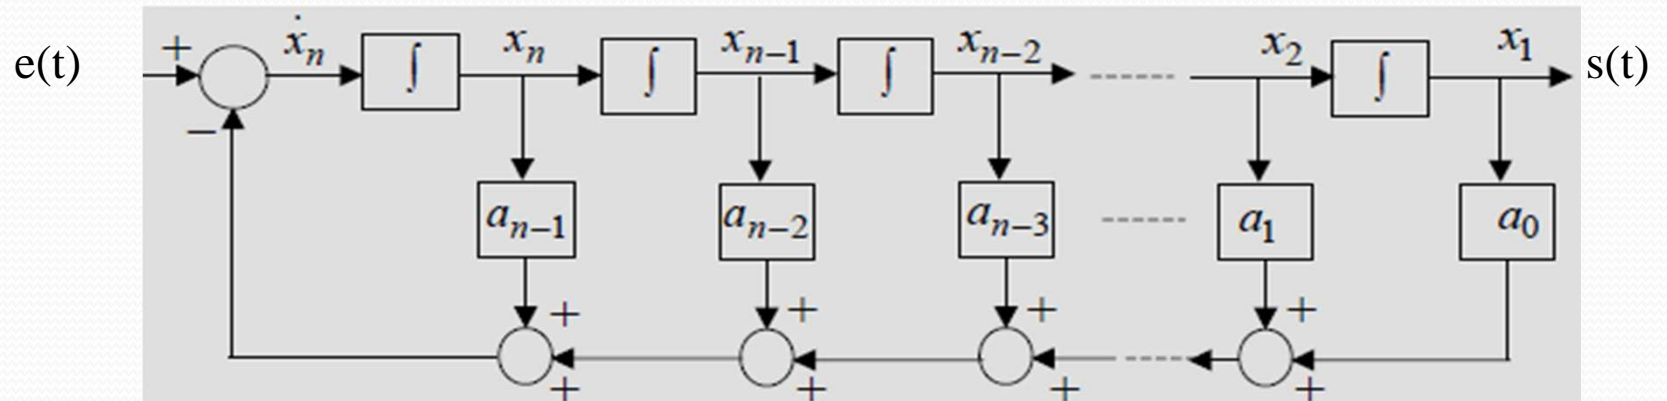 e(t) + ẋₙ ∫ xₙ ∫ xₙ₋₁ ∫ xₙ₋₂ x₂ ∫ x₁ s(t)
−
aₙ₋₁ aₙ₋₂ aₙ₋₃ a₁ a₀
+ + + +
+ + + +